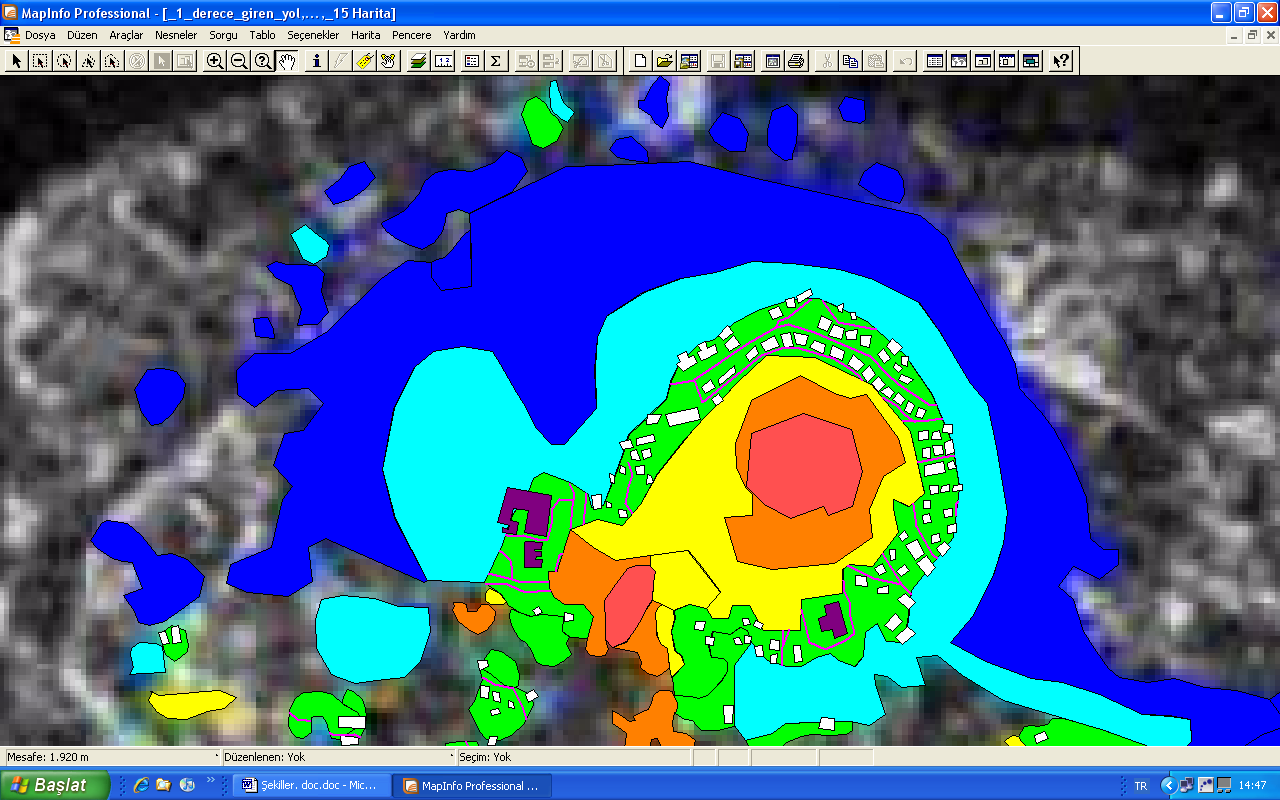 MapInfo Professional - [_1_derece_giren_yol,...,_15 Harita]
Dosya Düzen Araçlar Nesneler Sorgu Tablo Seçenekler Harita Pencere Yardım
Mesafe: 1.920 m Düzenlenen: Yok Seçim: Yok
Başlat Şekiller. doc.doc - Mic... MapInfo Professional ... TR 14:47